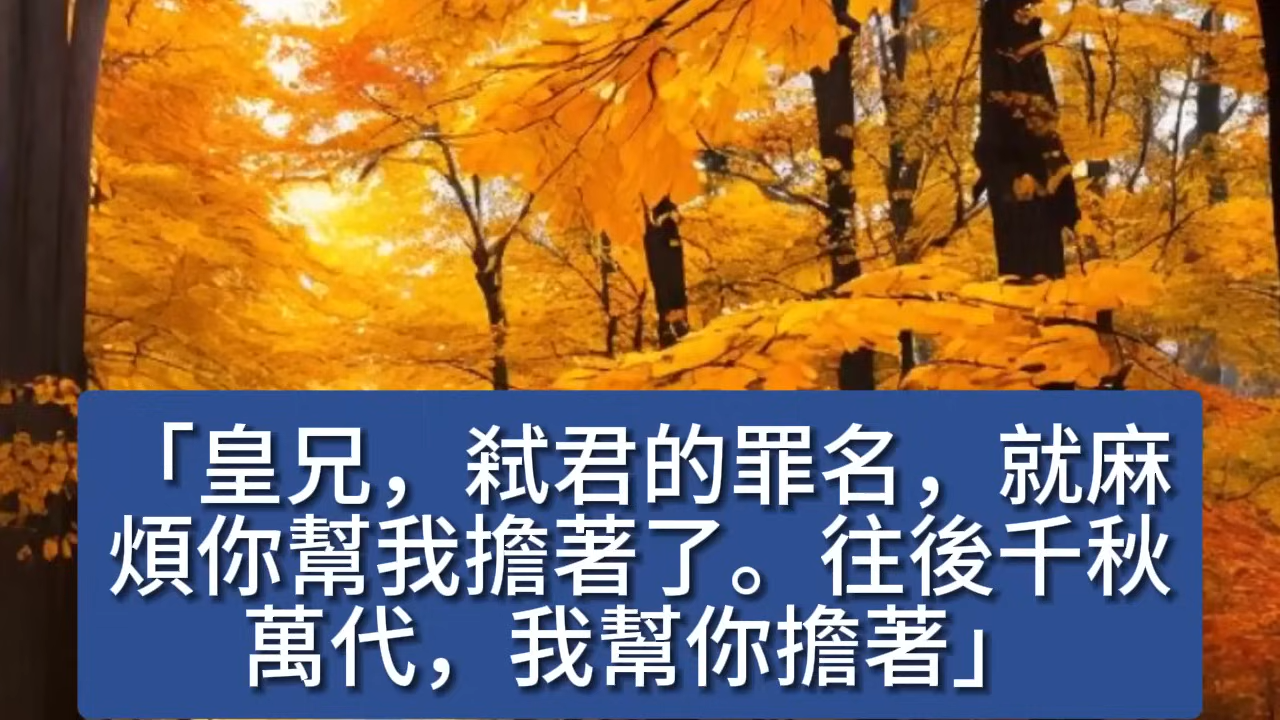 「皇兄，弒君的罪名，就麻
煩你幫我擔著了。往後千秋
萬代，我幫你擔著」